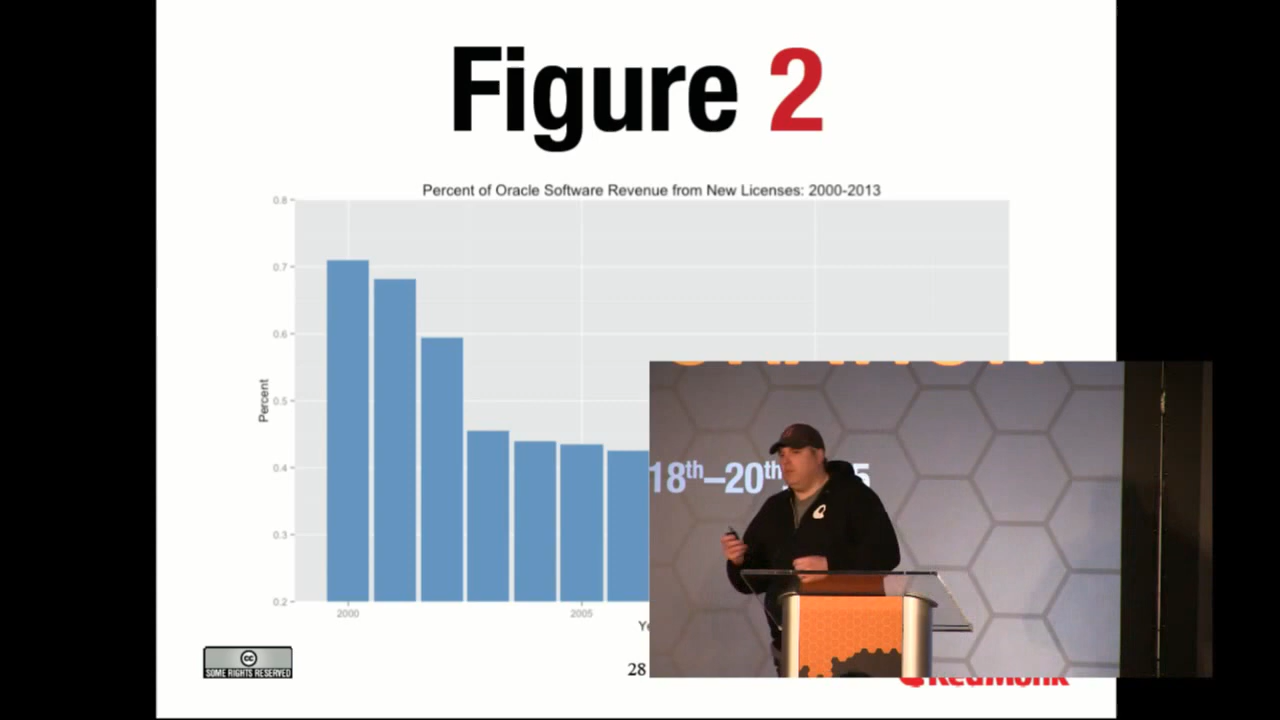 Figure 2
Percent of Oracle Software Revenue from New Licenses: 2000-2013
0.8
0.7
0.6
0.5
0.4
0.3
0.2
Percent
2000
2005
18th–20th
SOME RIGHTS RESERVED
cc
28
RedMonk